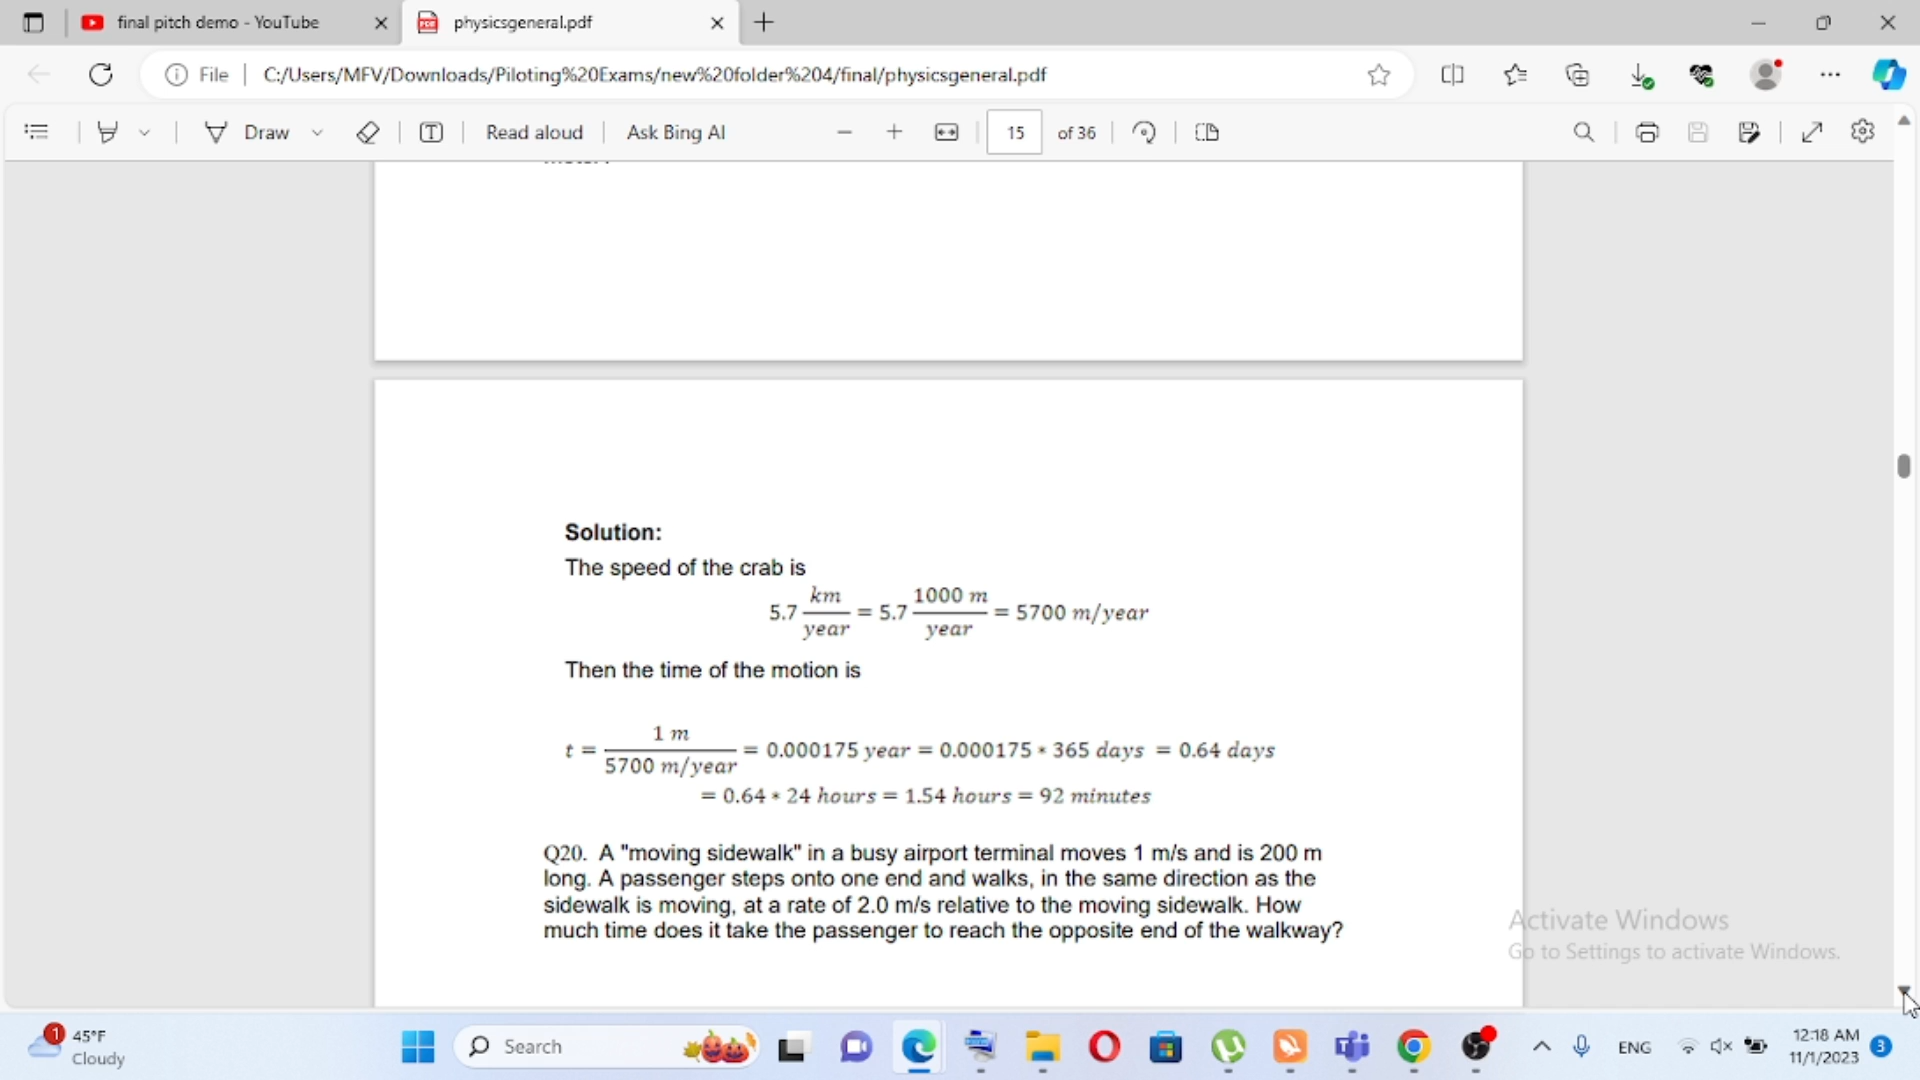 final pitch demo - YouTube
physicsgeneral.pdf
File
C:/Users/MFV/Downloads/Piloting%20Exams/new%20folder%204/final/physicsgeneral.pdf
Draw
Read aloud
Ask Bing AI
15 of 36
Solution:
The speed of the crab is
5.7 km/year = 5.7 1000 m/year = 5700 m/year
Then the time of the motion is
t = 1 m / 5700 m/year = 0.000175 year = 0.000175 * 365 days = 0.64 days
= 0.64 * 24 hours = 1.54 hours = 92 minutes
Q20. A "moving sidewalk" in a busy airport terminal moves 1 m/s and is 200 m
long. A passenger steps onto one end and walks, in the same direction as the
sidewalk is moving, at a rate of 2.0 m/s relative to the moving sidewalk. How
much time does it take the passenger to reach the opposite end of the walkway?
Activate Windows
Go to Settings to activate Windows.
1
45°F
Cloudy
Search
ENG
12:18 AM
11/1/2023
3